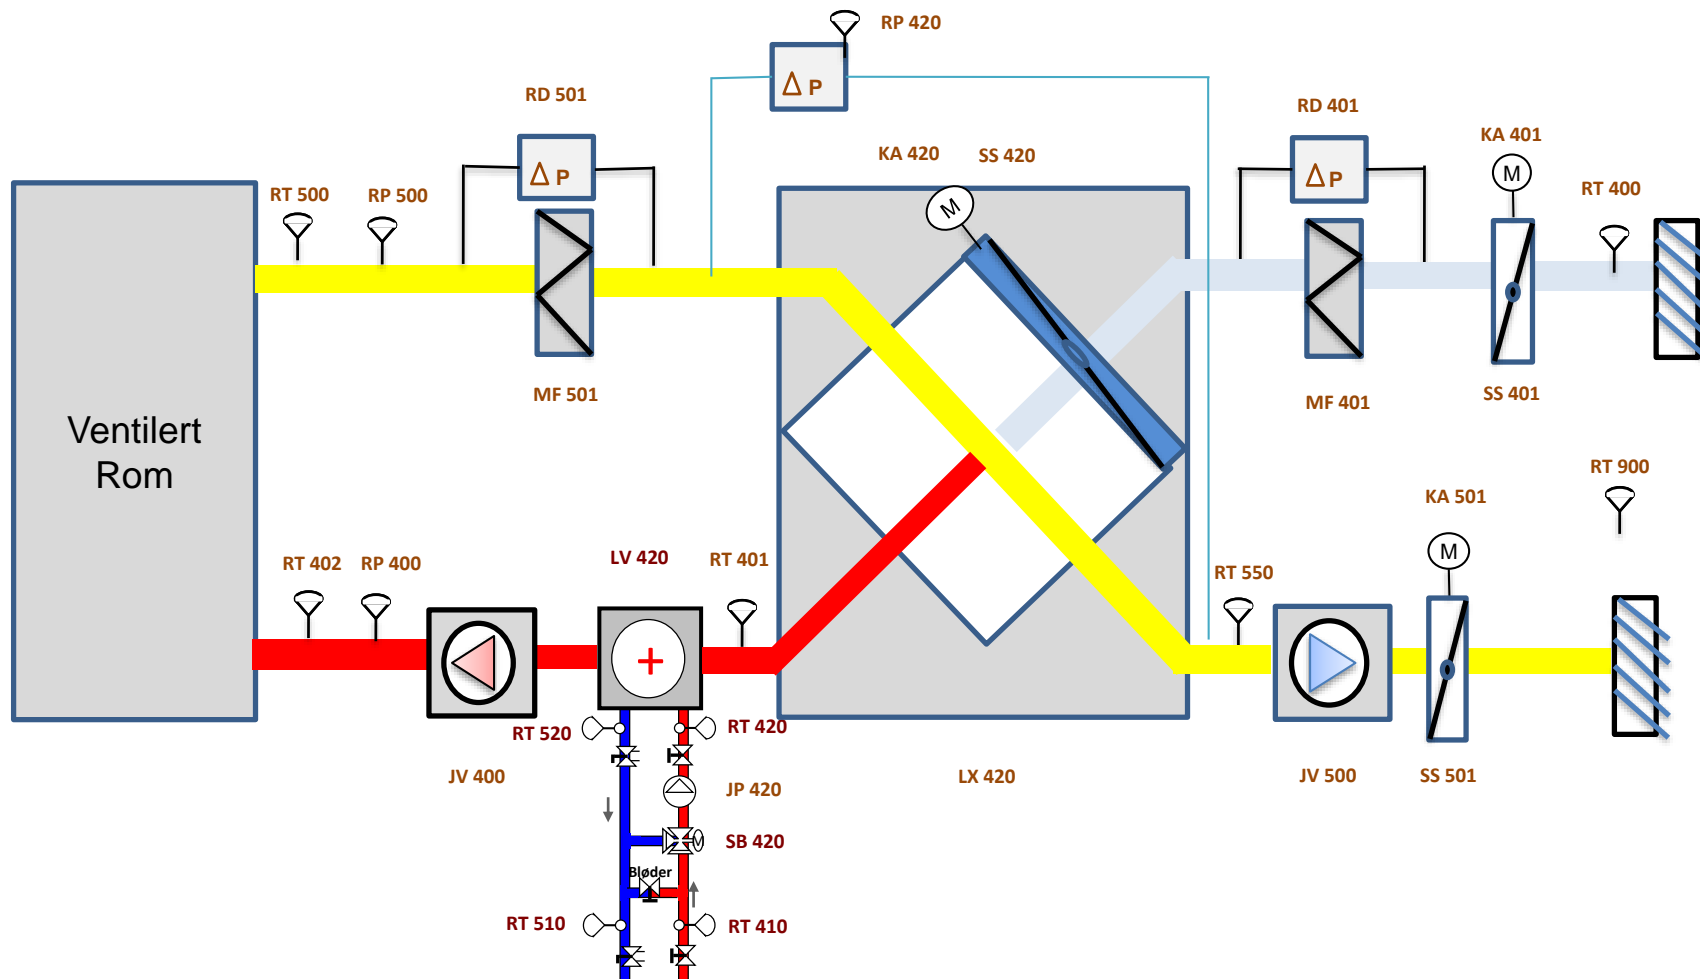 RP 420
Δ P
RD 501
RD 401
KA 401
KA 420
SS 420
Δ P
Δ P
M
RT 500
RP 500
M
RT 400
MF 501
MF 401
SS 401
Ventilert
Rom
RT 900
KA 501
M
RT 402
RP 400
LV 420
RT 401
RT 550
+
RT 520
RT 420
JV 400
JP 420
LX 420
JV 500
SS 501
SB 420
M
Bløder
RT 510
RT 410